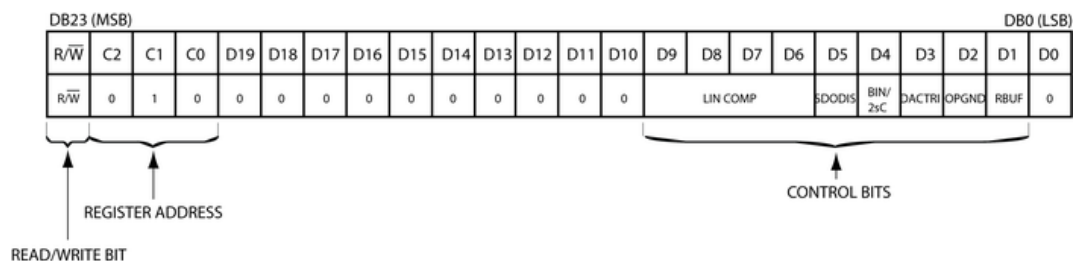 DB23 (MSB) DB0 (LSB)
R/W̅ C2 C1 C0 D19 D18 D17 D16 D15 D14 D13 D12 D11 D10 D9 D8 D7 D6 D5 D4 D3 D2 D1 D0
R/W̅ 0 1 0 0 0 0 0 0 0 0 0 0 0 LIN COMP SDODIS BIN/2sC DACTRI OPGND RBUF 0
CONTROL BITS
REGISTER ADDRESS
READ/WRITE BIT